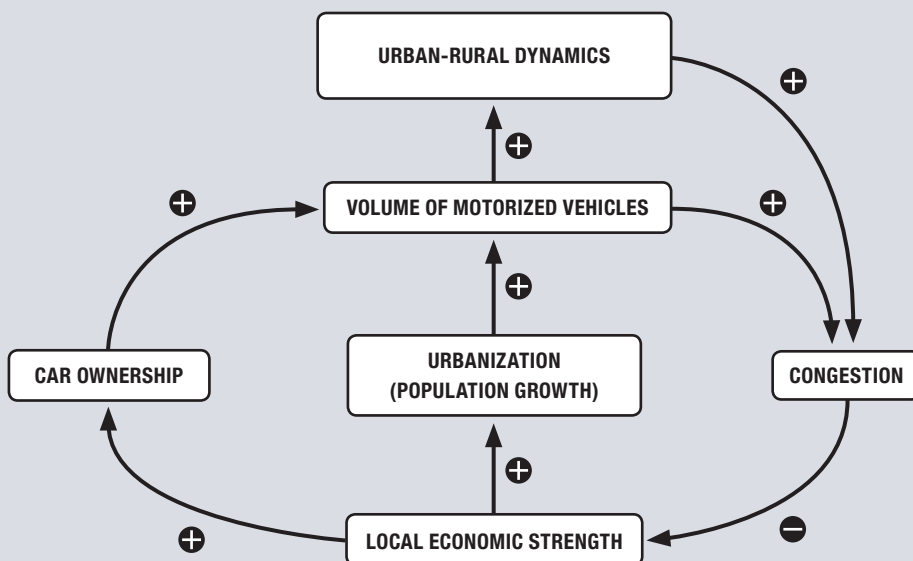 URBAN-RURAL DYNAMICS
+
+
+
VOLUME OF MOTORIZED VEHICLES
+
+
CAR OWNERSHIP
URBANIZATION
(POPULATION GROWTH)
CONGESTION
+
+
LOCAL ECONOMIC STRENGTH
−